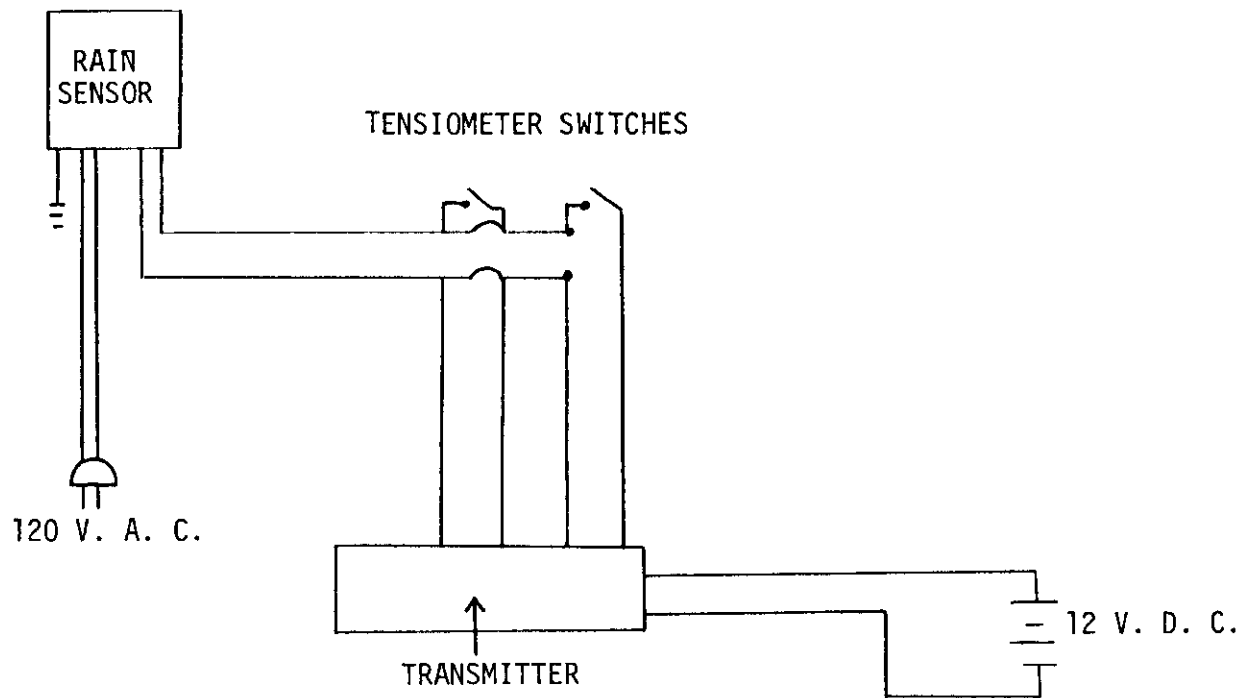 RAIN
SENSOR
TENSIOMETER SWITCHES
120 V. A. C.
12 V. D. C.
TRANSMITTER